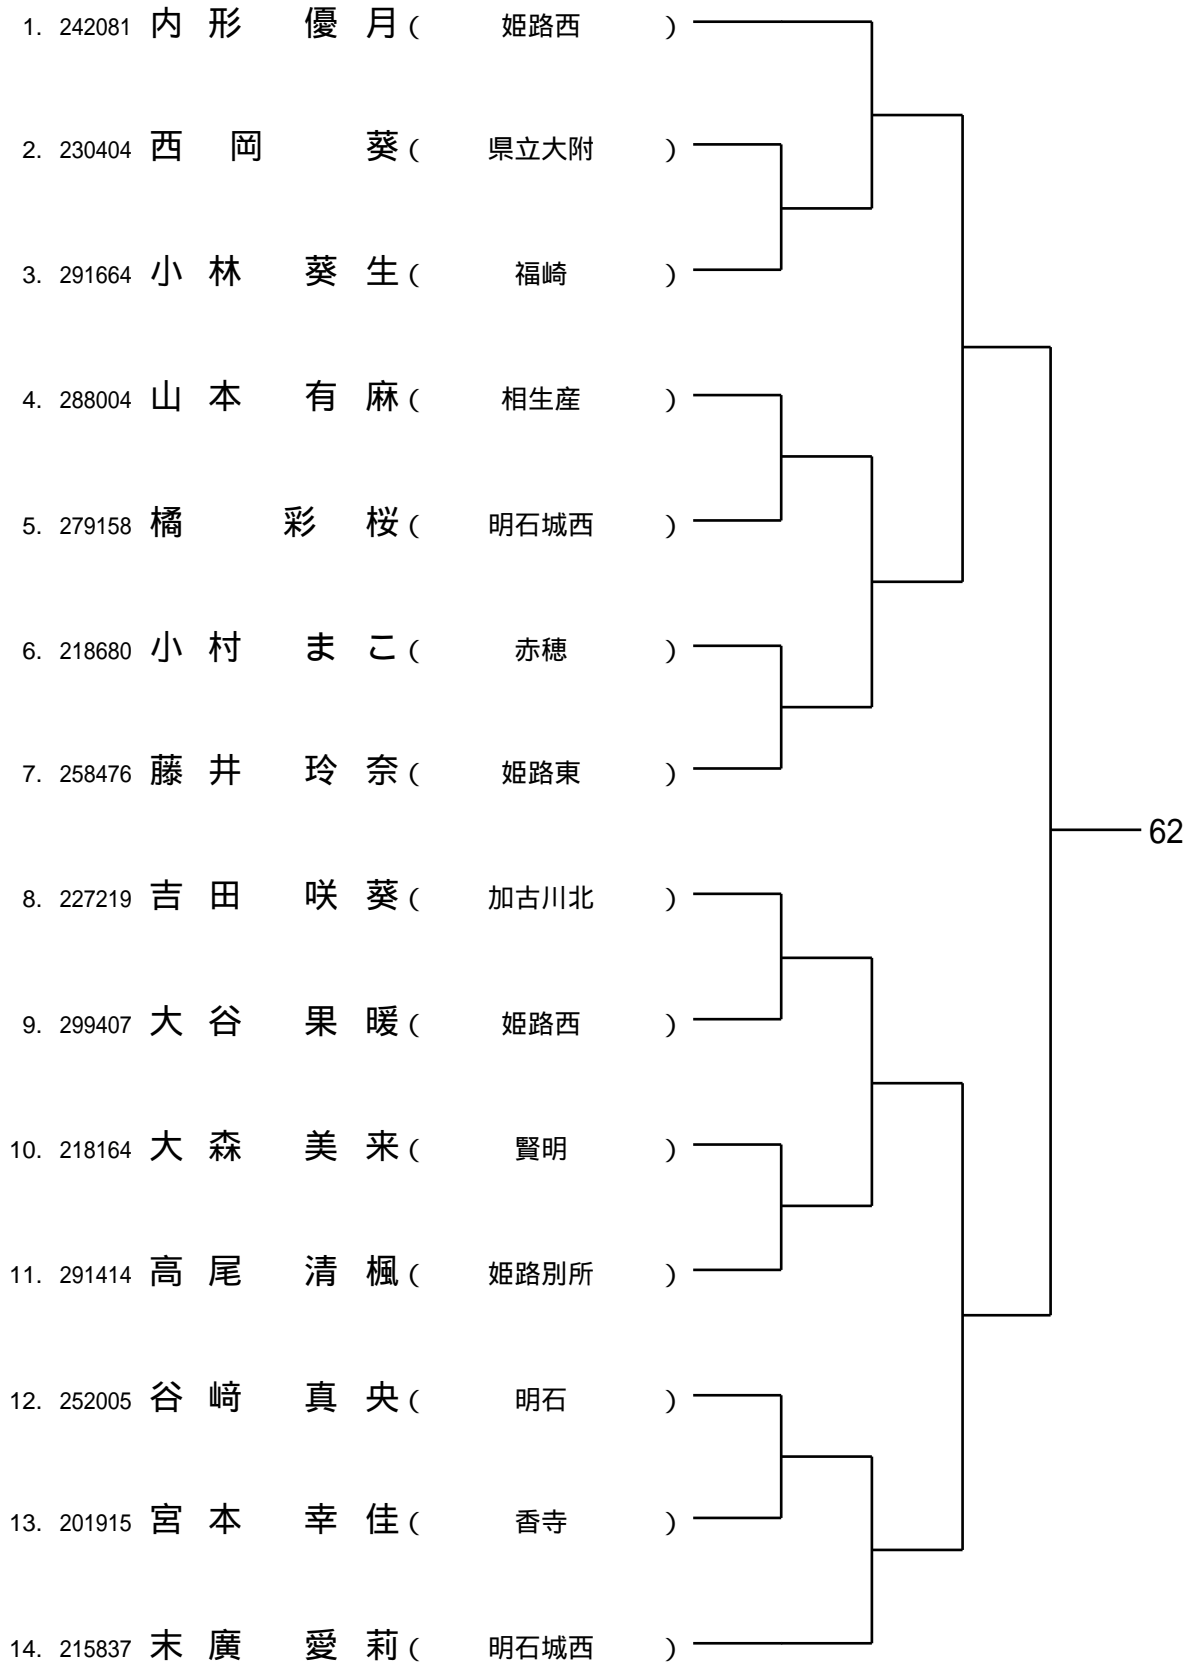 1. 242081 内形 優月 ( 姫路西 )
2. 230404 西岡 葵 ( 県立大附 )
3. 291664 小林 葵生 ( 福崎 )
4. 288004 山本 有麻 ( 相生産 )
5. 279158 橘 彩桜 ( 明石城西 )
6. 218680 小村 まこ ( 赤穂 )
7. 258476 藤井 玲奈 ( 姫路東 )
62
8. 227219 吉田 咲葵 ( 加古川北 )
9. 299407 大谷 果暖 ( 姫路西 )
10. 218164 大森 美来 ( 賢明 )
11. 291414 高尾 清楓 ( 姫路別所 )
12. 252005 谷﨑 真央 ( 明石 )
13. 201915 宮本 幸佳 ( 香寺 )
14. 215837 末廣 愛莉 ( 明石城西 )